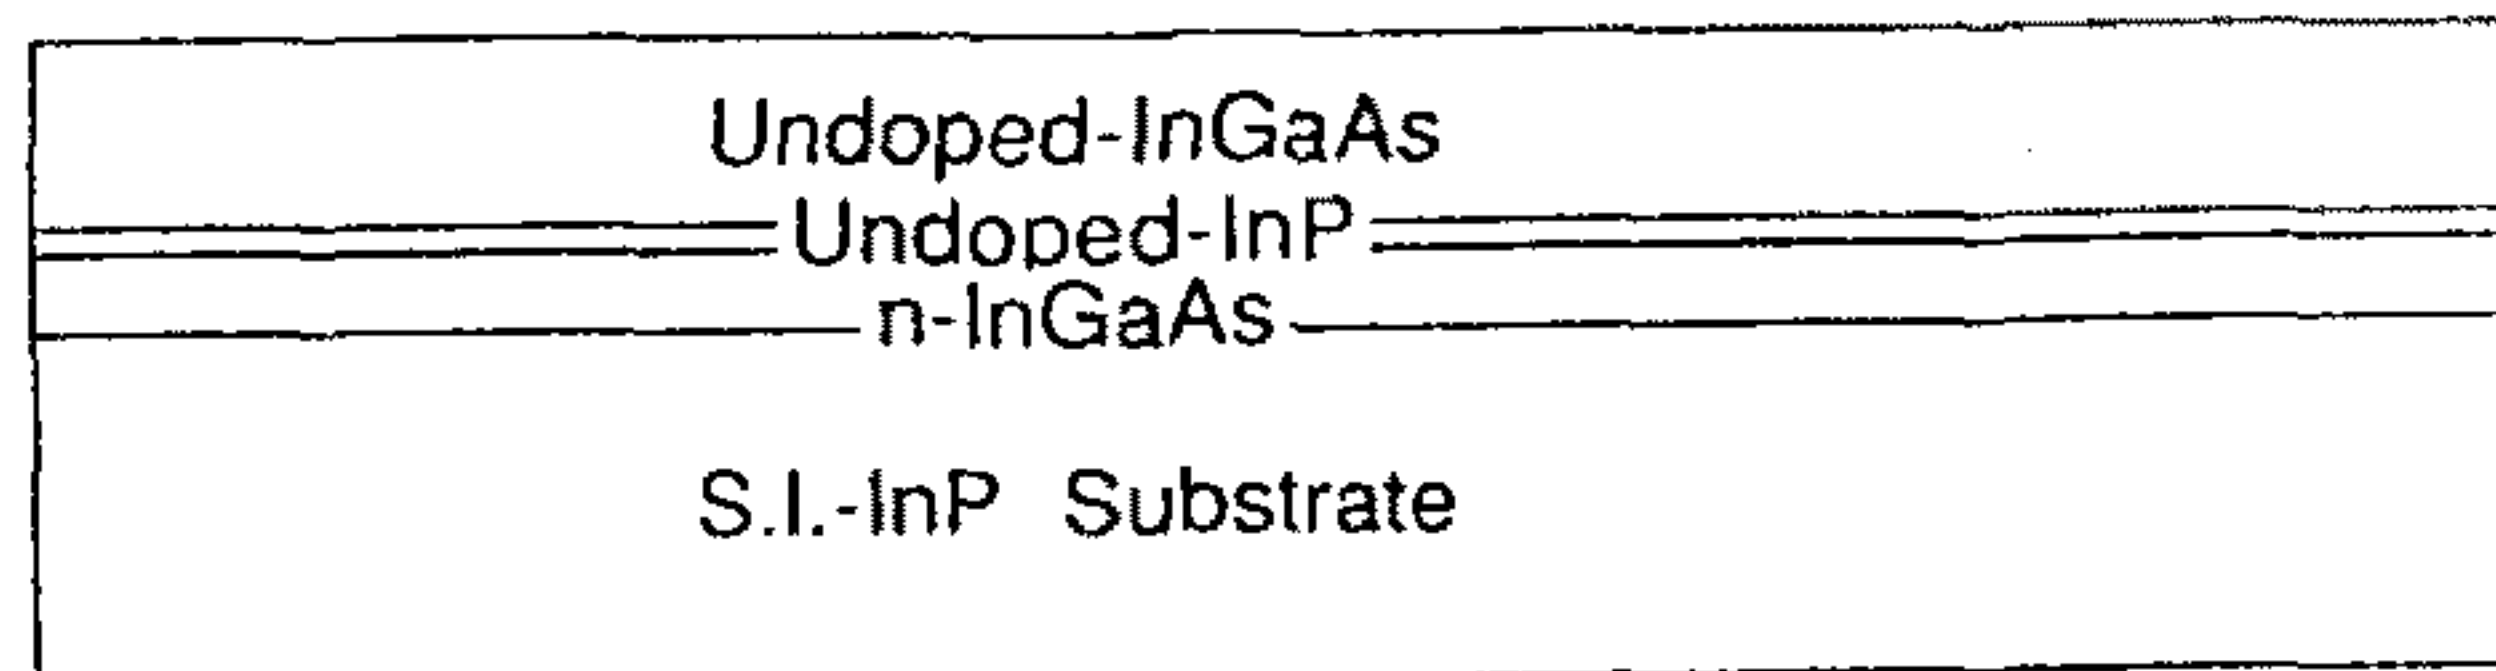 Undoped-InGaAs
Undoped-InP
n-InGaAs
S.I.-InP Substrate